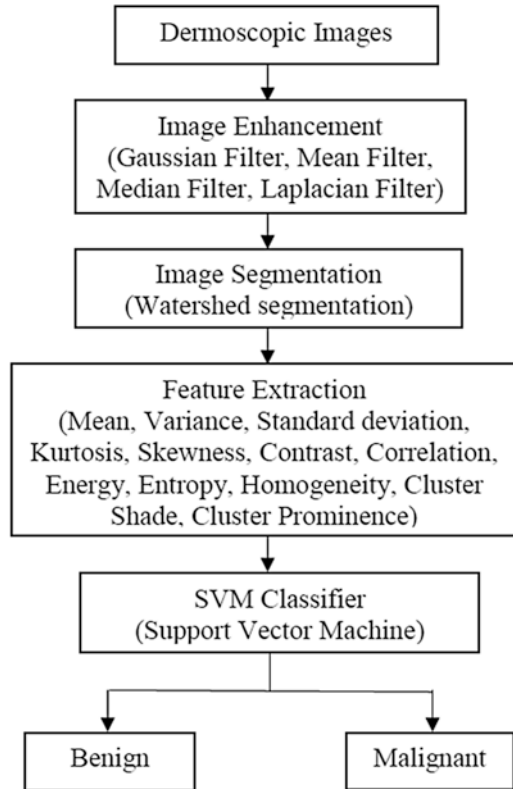 Dermoscopic Images
Image Enhancement
(Gaussian Filter, Mean Filter,
Median Filter, Laplacian Filter)
Image Segmentation
(Watershed segmentation)
Feature Extraction
(Mean, Variance, Standard deviation,
Kurtosis, Skewness, Contrast, Correlation,
Energy, Entropy, Homogeneity, Cluster
Shade, Cluster Prominence)
SVM Classifier
(Support Vector Machine)
Benign
Malignant